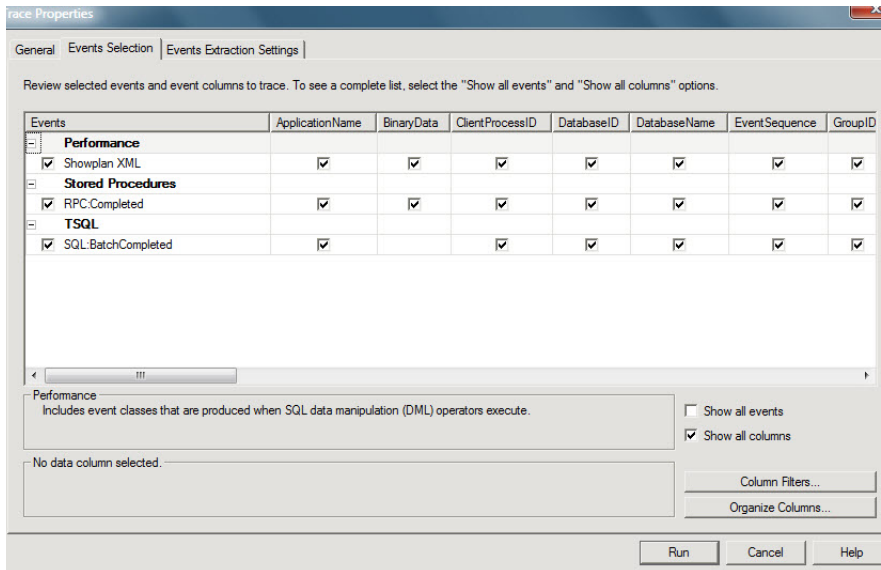 race Properties
General Events Selection Events Extraction Settings
Review selected events and event columns to trace. To see a complete list, select the "Show all events" and "Show all columns" options.
Events ApplicationName BinaryData ClientProcessID DatabaseID DatabaseName EventSequence GroupID
Performance
Showplan XML
Stored Procedures
RPC:Completed
TSQL
SQL:BatchCompleted
Performance
Includes event classes that are produced when SQL data manipulation (DML) operators execute.
Show all events
Show all columns
No data column selected.
Column Filters...
Organize Columns...
Run Cancel Help